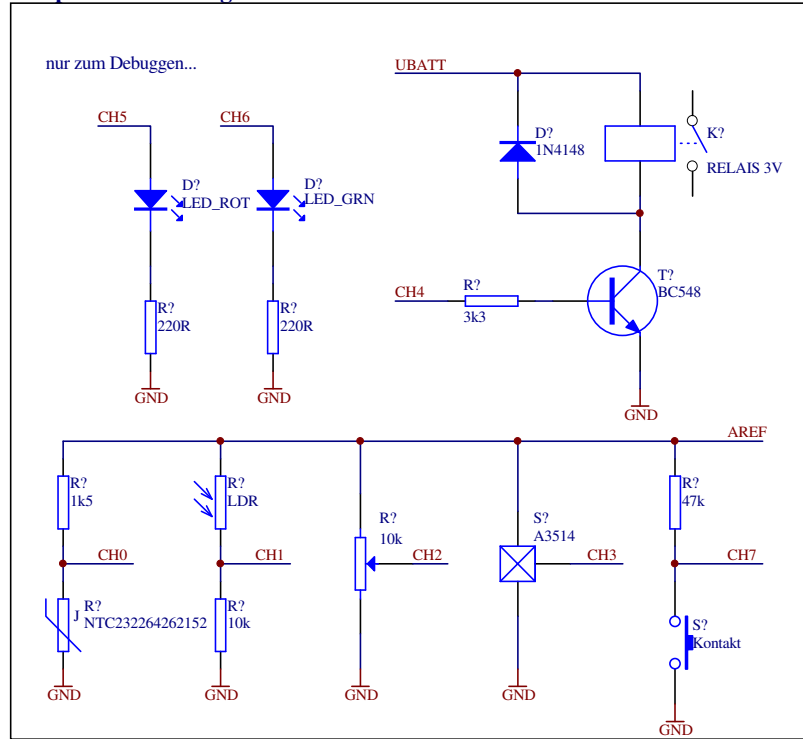 nur zum Debuggen...
UBATT
CH5
CH6
D?
1N4148
K?
RELAIS 3V
D?
LED_ROT
D?
LED_GRN
T?
BC548
CH4
R?
3k3
R?
220R
R?
220R
GND
GND
GND
AREF
R?
1k5
R?
LDR
R?
10k
S?
A3514
R?
47k
CH0
CH1
CH2
CH3
CH7
J
R?
NTC232264262152
R?
10k
S?
Kontakt
GND
GND
GND
GND
GND